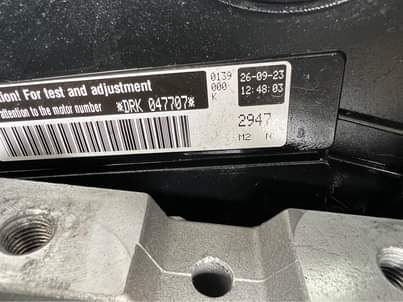 tion! For test and adjustment
attention to the motor number
*DRK 047707*
0139
000
K
26-09-23
12:48:03
2947
M2 N